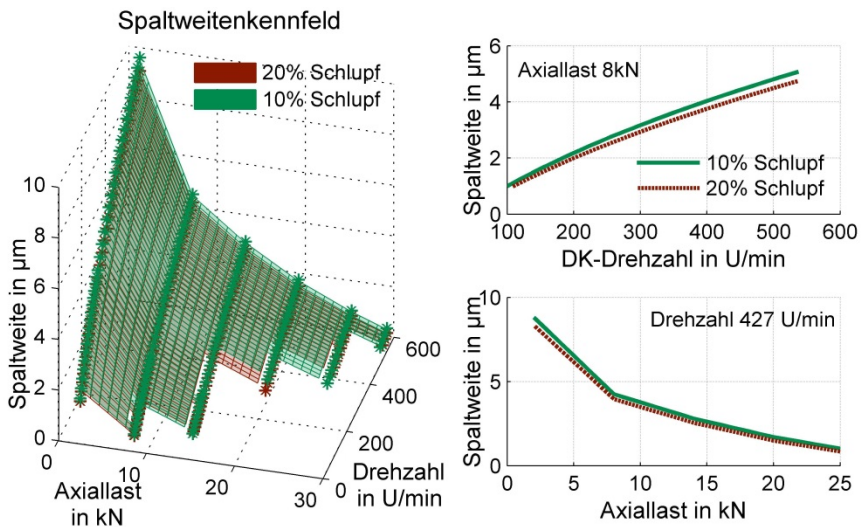 Spaltweitenkennfeld
20% Schlupf
10% Schlupf
Spaltweite in µm
10
8
6
4
2
0
0
10
20
30
Axiallast
in kN
0
200
400
600
Drehzahl
in U/min
Axiallast 8kN
Spaltweite in µm
6
4
2
0
10% Schlupf
20% Schlupf
100 200 300 400 500 600
DK-Drehzahl in U/min
Drehzahl 427 U/min
Spaltweite in µm
10
5
0
0 5 10 15 20 25
Axiallast in kN